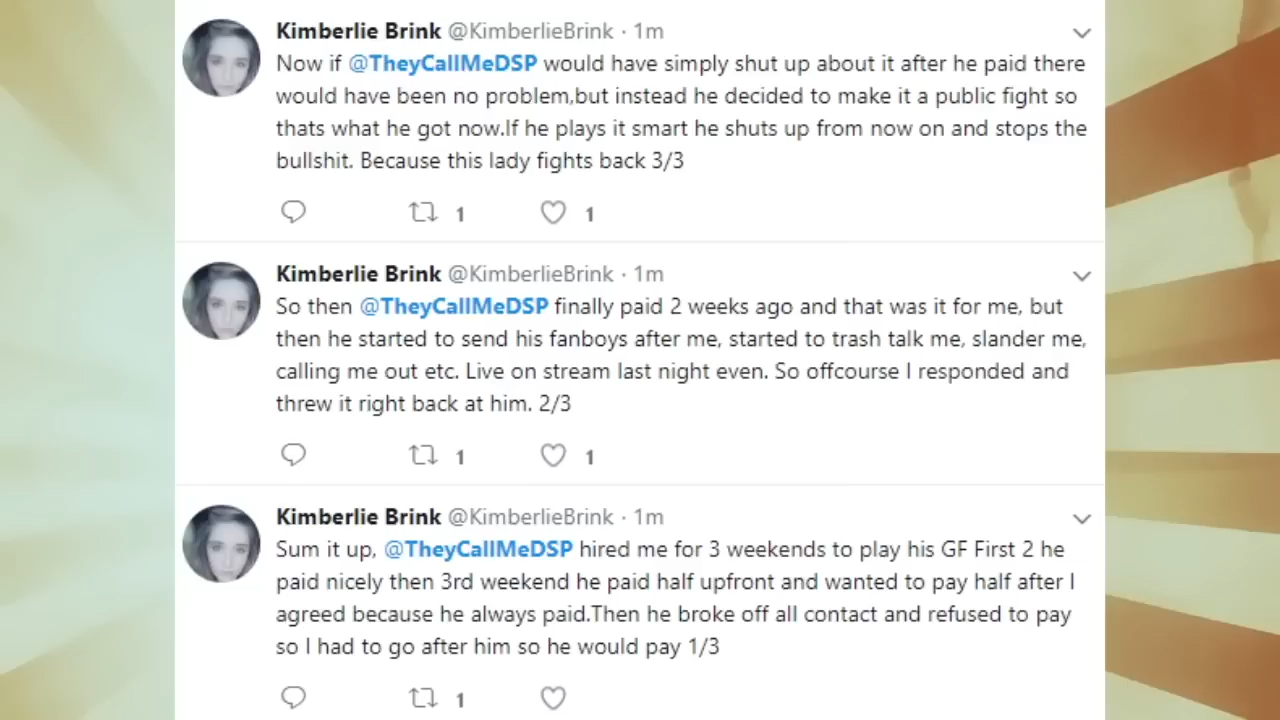 Kimberlie Brink @KimberlieBrink · 1m
Now if @TheyCallMeDSP would have simply shut up about it after he paid there
would have been no problem,but instead he decided to make it a public fight so
thats what he got now.If he plays it smart he shuts up from now on and stops the
bullshit. Because this lady fights back 3/3
1 1
Kimberlie Brink @KimberlieBrink · 1m
So then @TheyCallMeDSP finally paid 2 weeks ago and that was it for me, but
then he started to send his fanboys after me, started to trash talk me, slander me,
calling me out etc. Live on stream last night even. So offcourse I responded and
threw it right back at him. 2/3
1 1
Kimberlie Brink @KimberlieBrink · 1m
Sum it up, @TheyCallMeDSP hired me for 3 weekends to play his GF First 2 he
paid nicely then 3rd weekend he paid half upfront and wanted to pay half after I
agreed because he always paid.Then he broke off all contact and refused to pay
so I had to go after him so he would pay 1/3
1